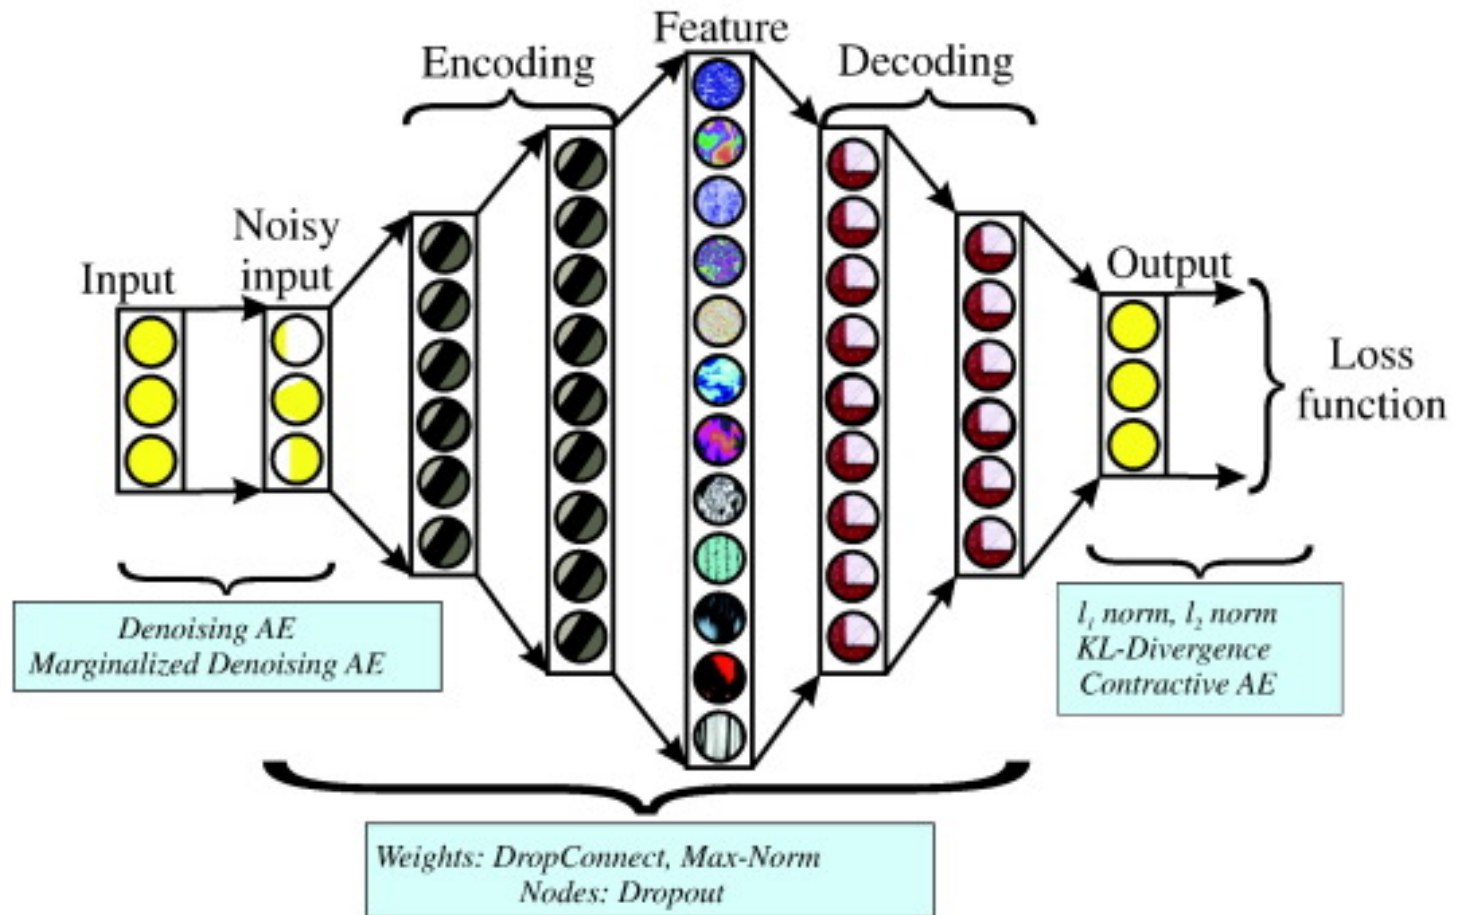 Feature
Encoding
Decoding
Noisy
input
Input
Output
Loss
function
Denoising AE
Marginalized Denoising AE
l₁ norm, l₂ norm
KL-Divergence
Contractive AE
Weights: DropConnect, Max-Norm
Nodes: Dropout